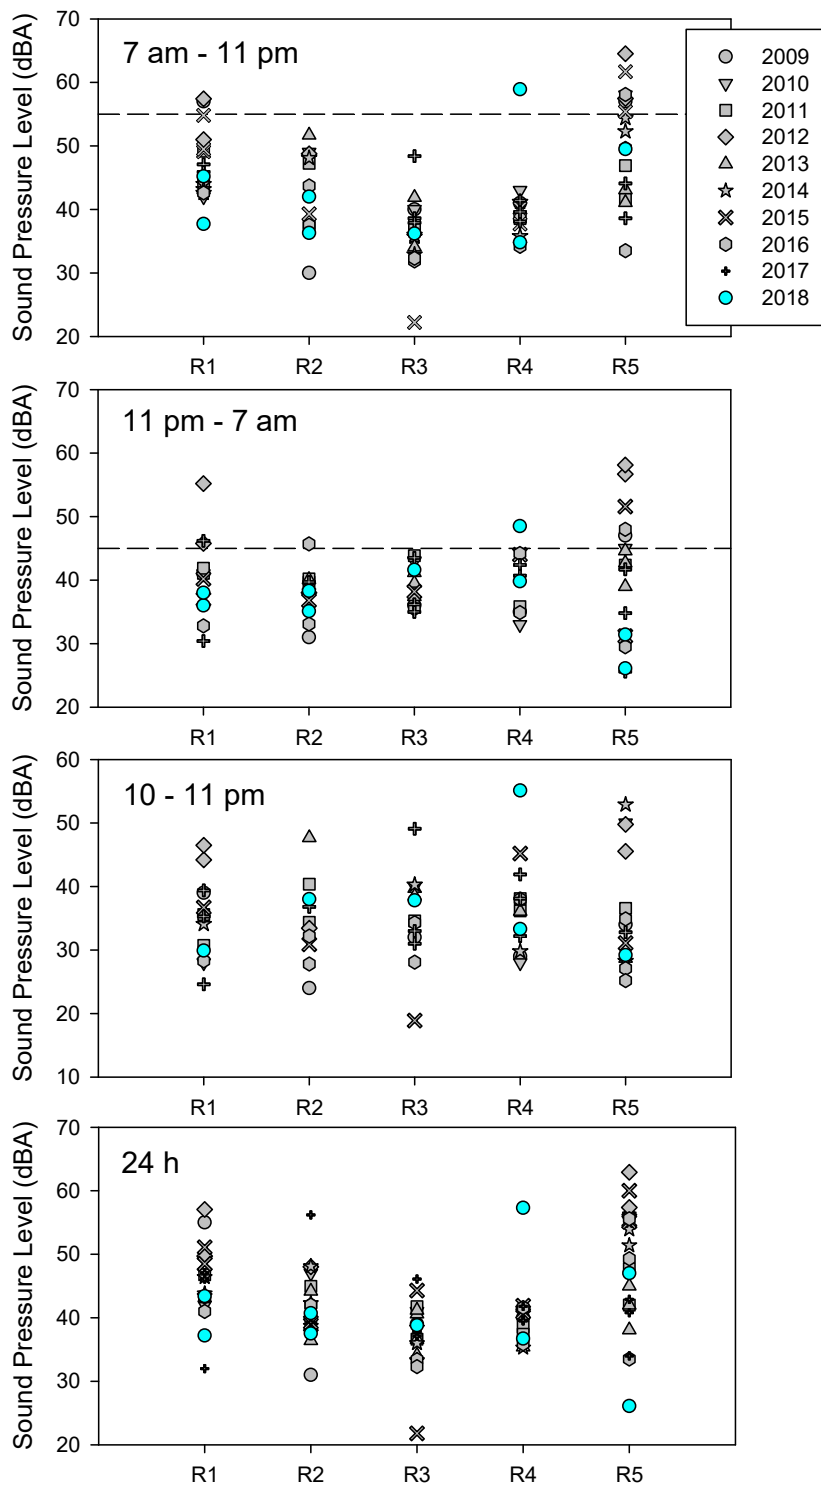 Sound Pressure Level (dBA)
70
60
50
40
30
20
7 am - 11 pm
2009
2010
2011
2012
2013
2014
2015
2016
2017
2018
R1 R2 R3 R4 R5
Sound Pressure Level (dBA)
70
60
50
40
30
20
11 pm - 7 am
R1 R2 R3 R4 R5
Sound Pressure Level (dBA)
60
50
40
30
20
10
10 - 11 pm
R1 R2 R3 R4 R5
Sound Pressure Level (dBA)
70
60
50
40
30
20
24 h
R1 R2 R3 R4 R5